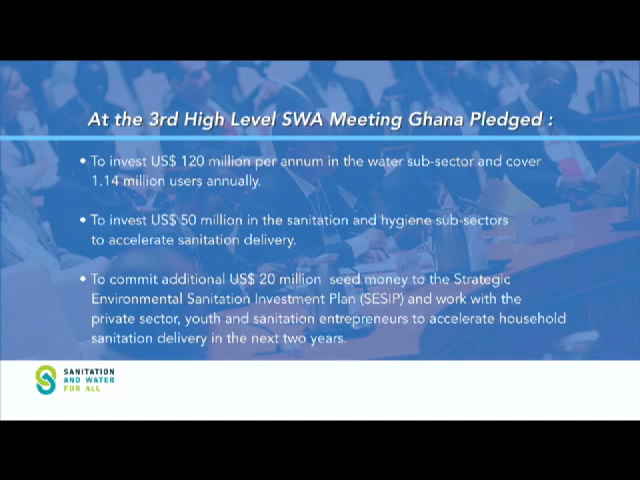 At the 3rd High Level SWA Meeting Ghana Pledged :
• To invest US$ 120 million per annum in the water sub-sector and cover
1.14 million users annually.
• To invest US$ 50 million in the sanitation and hygiene sub-sectors
to accelerate sanitation delivery.
• To commit additional US$ 20 million seed money to the Strategic
Environmental Sanitation Investment Plan (SESIP) and work with the
private sector, youth and sanitation entrepreneurs to accelerate household
sanitation delivery in the next two years.
Ghana
SANITATION
AND WATER
FOR ALL